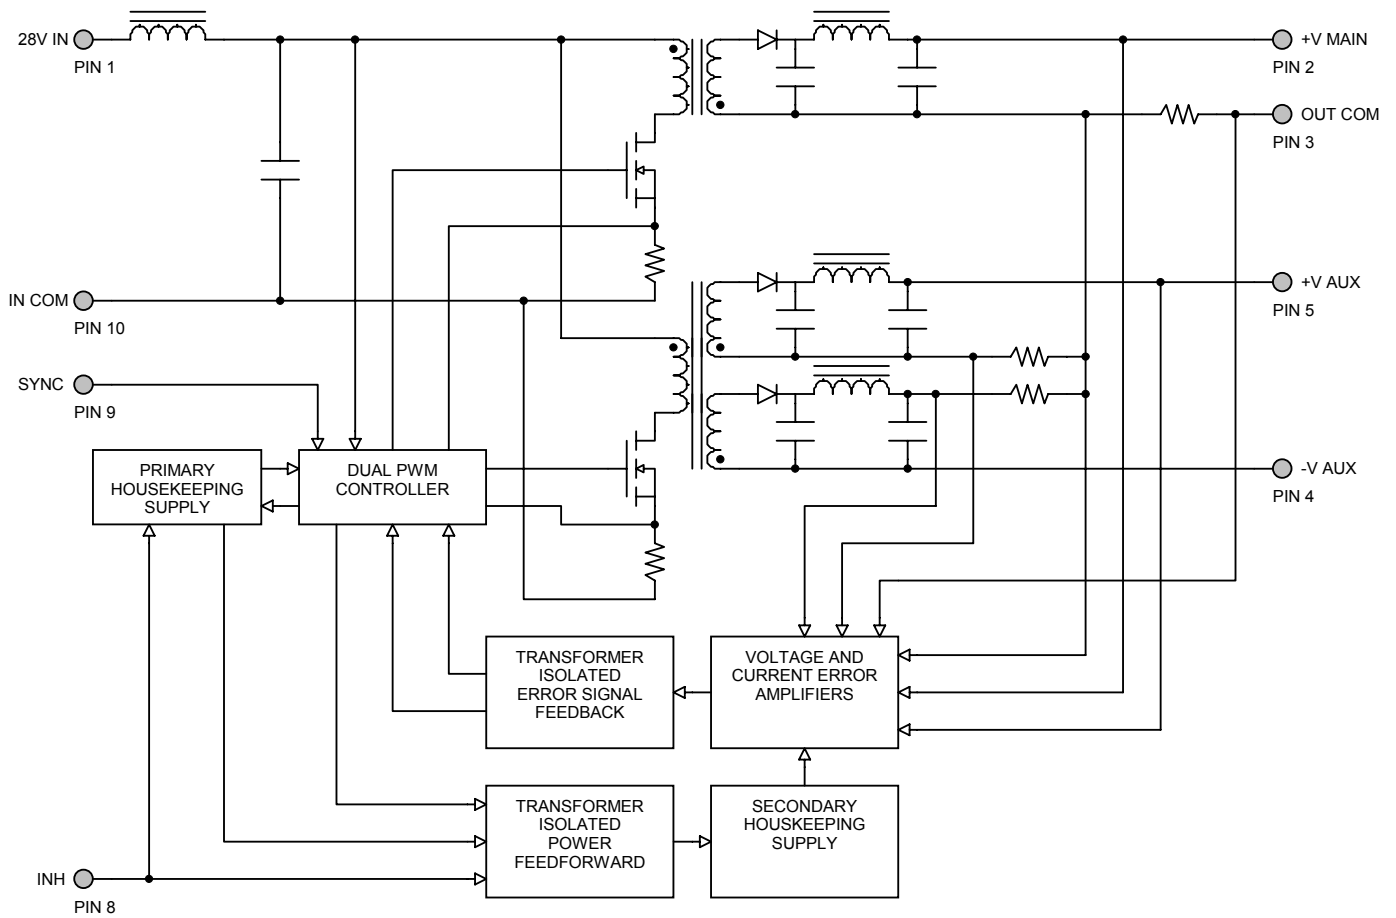 28V IN
PIN 1
+V MAIN
PIN 2
OUT COM
PIN 3
IN COM
PIN 10
+V AUX
PIN 5
SYNC
PIN 9
-V AUX
PIN 4
PRIMARY
HOUSEKEEPING
SUPPLY
DUAL PWM
CONTROLLER
TRANSFORMER
ISOLATED
ERROR SIGNAL
FEEDBACK
VOLTAGE AND
CURRENT ERROR
AMPLIFIERS
TRANSFORMER
ISOLATED
POWER
FEEDFORWARD
SECONDARY
HOUSKEEPING
SUPPLY
INH
PIN 8